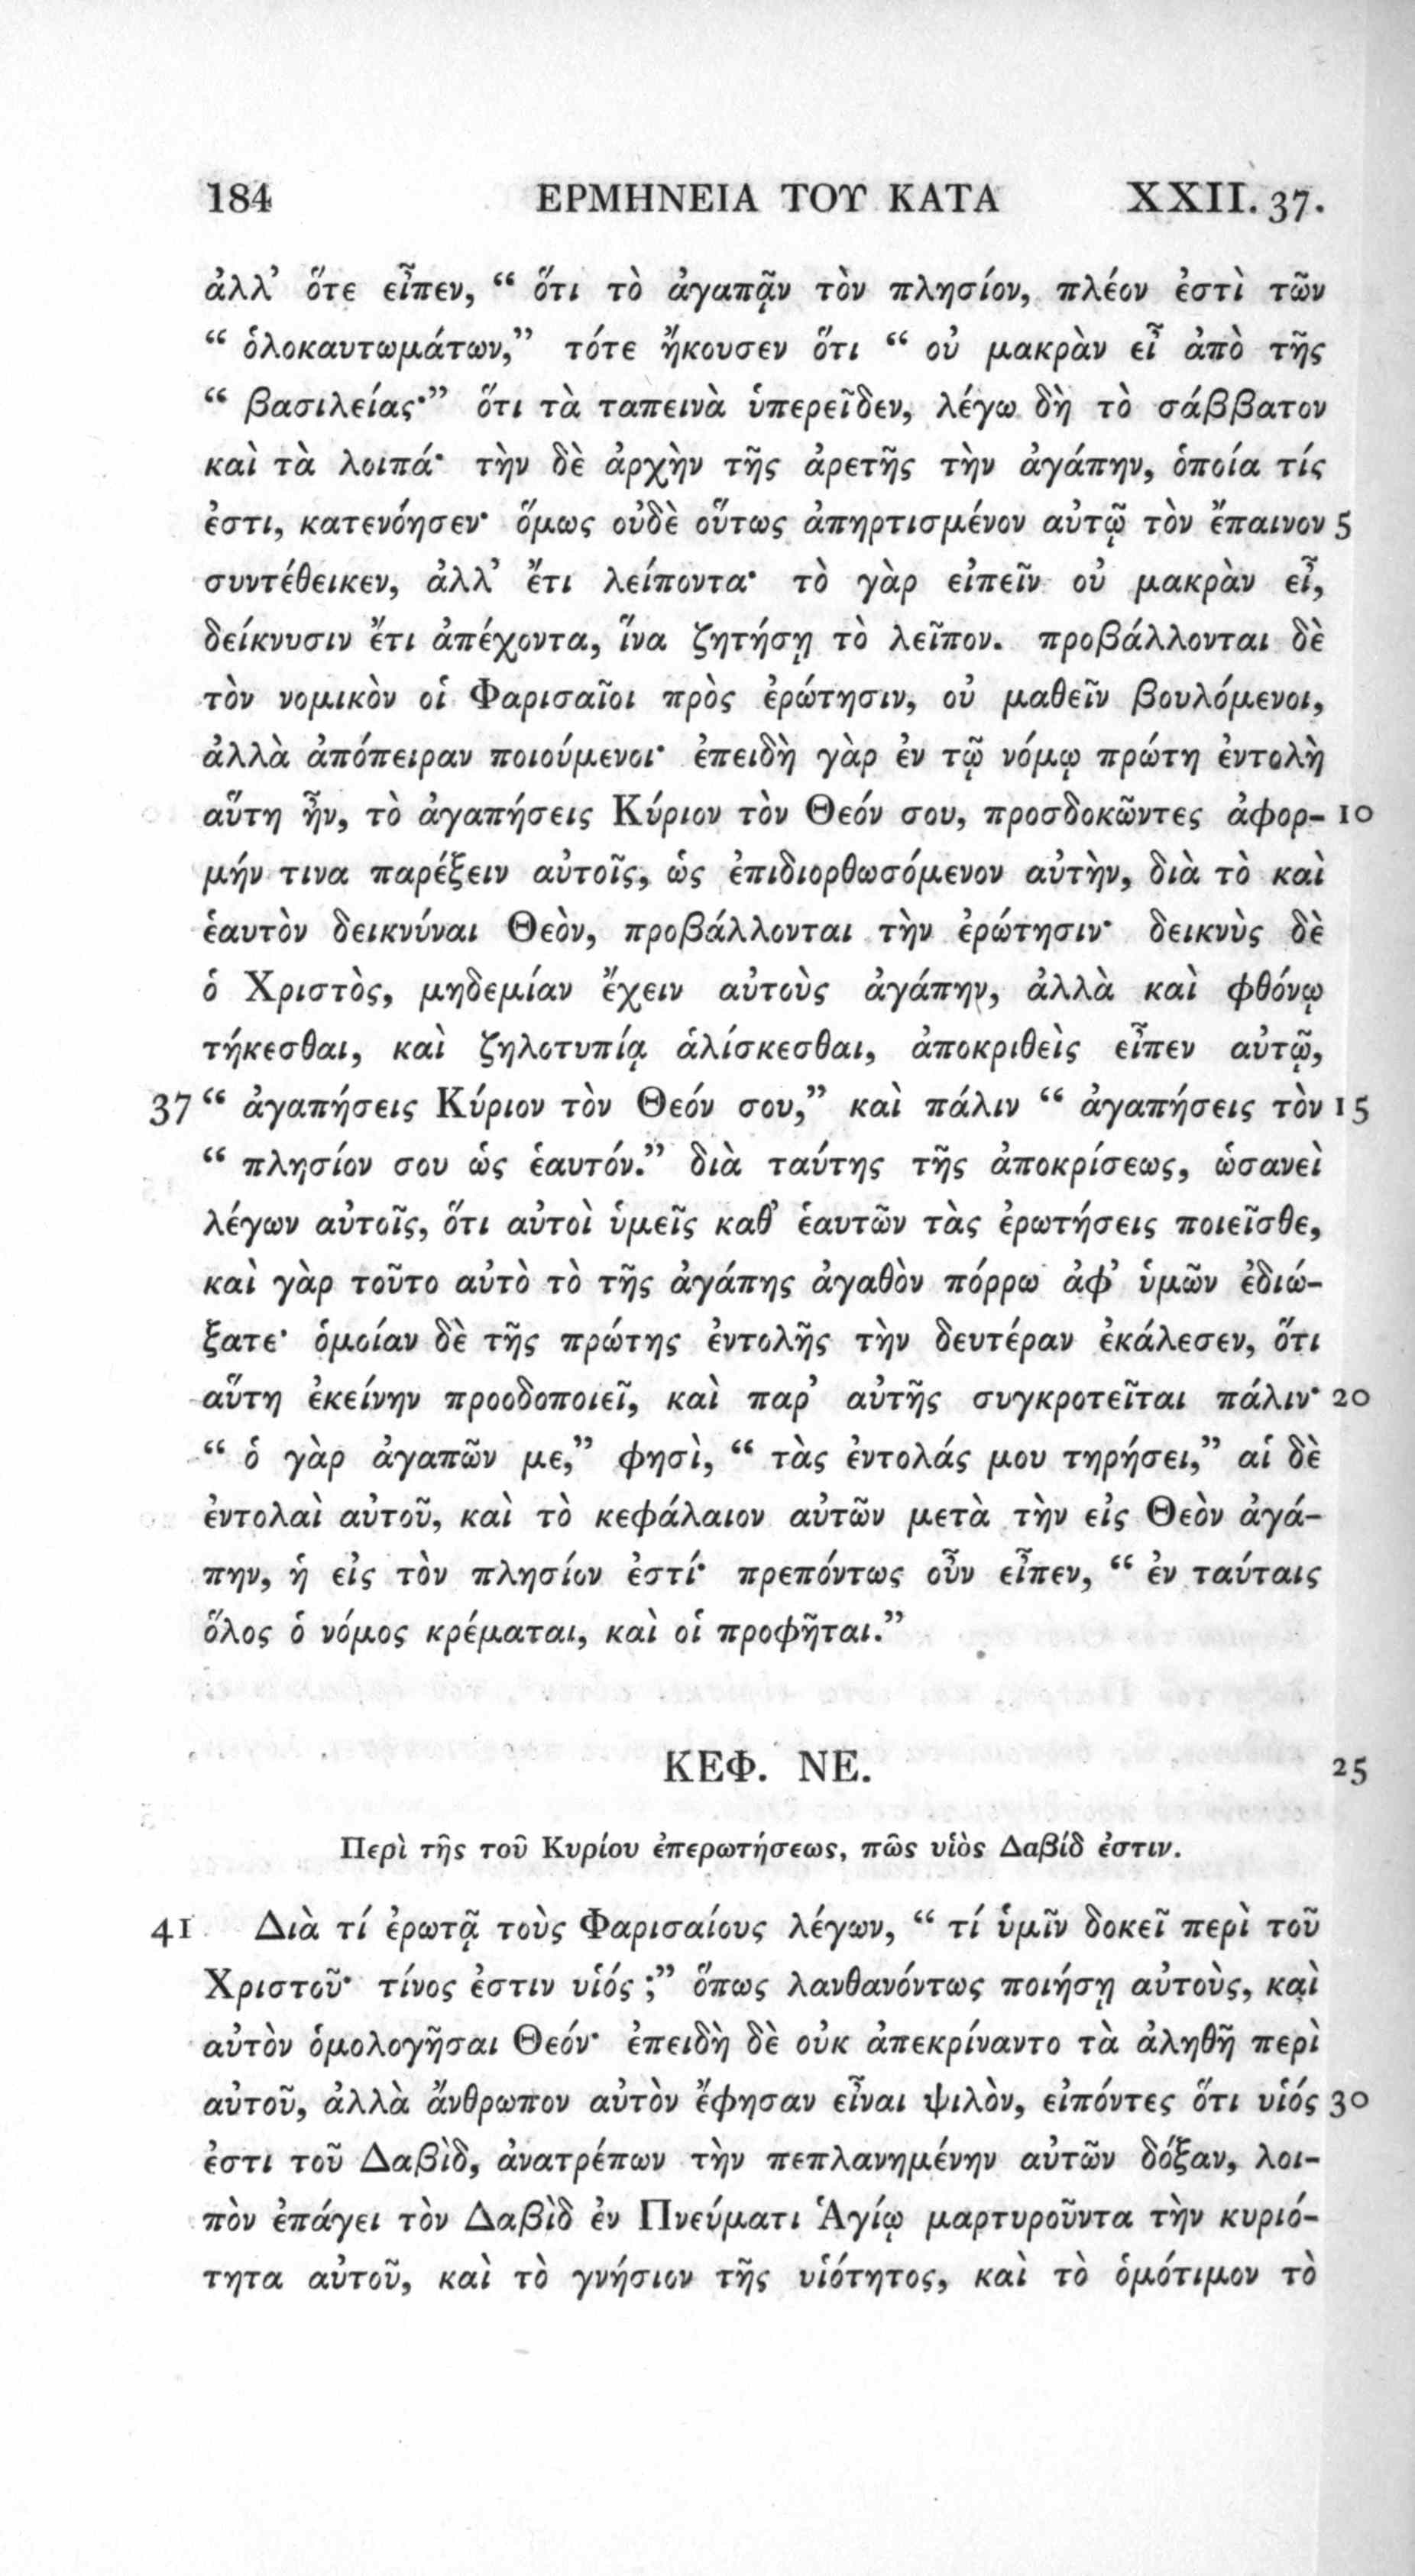 184 ΕΡΜΗΝΕΙΑ ΤΟΥ ΚΑΤΑ XXII. 37.
ἀλλ’ ὅτε εἶπεν, “ ὅτι τὸ ἀγαπᾷν τὸν πλησίον, πλέον ἐστὶ τῶν
“ ὁλοκαυτωμάτων,” τότε ἤκουσεν ὅτι “ οὐ μακρὰν εἶ ἀπὸ τῆς
“ βασιλείας·” ὅτι τὰ ταπεινὰ ὑπερεῖδεν, λέγω δὴ τὸ σάββατον
καὶ τὰ λοιπά· τὴν δὲ ἀρχὴν τῆς ἀρετῆς τὴν ἀγάπην, ὁποία τίς
ἐστι, κατενόησεν· ὅμως οὐδὲ οὕτως ἀπηρτισμένον αὐτῷ τὸν ἔπαινον 5
συντέθεικεν, ἀλλ’ ἔτι λείποντα· τὸ γὰρ εἰπεῖν οὐ μακρὰν εἶ,
δείκνυσιν ἔτι ἀπέχοντα, ἵνα ζητήσῃ τὸ λεῖπον. προβάλλονται δὲ
τὸν νομικὸν οἱ Φαρισαῖοι πρὸς ἐρώτησιν, οὐ μαθεῖν βουλόμενοι,
ἀλλὰ ἀπόπειραν ποιούμενοι· ἐπειδὴ γὰρ ἐν τῷ νόμῳ πρώτη ἐντολὴ
αὕτη ἦν, τὸ ἀγαπήσεις Κύριον τὸν Θεόν σου, προσδοκῶντες ἀφορ- 10
μήν τινα παρέξειν αὐτοῖς, ὡς ἐπιδιορθωσόμενον αὐτὴν, διὰ τὸ καὶ
ἑαυτὸν δεικνύναι Θεὸν, προβάλλονται τὴν ἐρώτησιν· δεικνὺς δὲ
ὁ Χριστὸς, μηδεμίαν ἔχειν αὐτοὺς ἀγάπην, ἀλλὰ καὶ φθόνῳ
τήκεσθαι, καὶ ζηλοτυπίᾳ ἁλίσκεσθαι, ἀποκριθεὶς εἶπεν αὐτῷ,
37 “ ἀγαπήσεις Κύριον τὸν Θεόν σου,” καὶ πάλιν “ ἀγαπήσεις τὸν 15
“ πλησίον σου ὡς ἑαυτόν.” διὰ ταύτης τῆς ἀποκρίσεως, ὡσανεὶ
λέγων αὐτοῖς, ὅτι αὐτοὶ ὑμεῖς καθ’ ἑαυτῶν τὰς ἐρωτήσεις ποιεῖσθε,
καὶ γὰρ τοῦτο αὐτὸ τὸ τῆς ἀγάπης ἀγαθὸν πόρρω ἀφ’ ὑμῶν ἐδιώ-
ξατε· ὁμοίαν δὲ τῆς πρώτης ἐντολῆς τὴν δευτέραν ἐκάλεσεν, ὅτι
αὕτη ἐκείνην προοδοποιεῖ, καὶ παρ’ αὐτῆς συγκροτεῖται πάλιν· 20
“ ὁ γὰρ ἀγαπῶν με,” φησὶ, “ τὰς ἐντολάς μου τηρήσει,” αἱ δὲ
ἐντολαὶ αὐτοῦ, καὶ τὸ κεφάλαιον αὐτῶν μετὰ τὴν εἰς Θεὸν ἀγά-
πην, ἡ εἰς τὸν πλησίον ἐστί· πρεπόντως οὖν εἶπεν, “ ἐν ταύταις
ὅλος ὁ νόμος κρέμαται, καὶ οἱ προφῆται.”
ΚΕΦ. ΝΕ. 25
Περὶ τῆς τοῦ Κυρίου ἐπερωτήσεως, πῶς υἱὸς Δαβίδ ἐστιν.
41 Διὰ τί ἐρωτᾷ τοὺς Φαρισαίους λέγων, “ τί ὑμῖν δοκεῖ περὶ τοῦ
Χριστοῦ· τίνος ἐστιν υἱός ;” ὅπως λανθανόντως ποιήσῃ αὐτοὺς, καὶ
αὐτὸν ὁμολογῆσαι Θεόν· ἐπειδὴ δὲ οὐκ ἀπεκρίναντο τὰ ἀληθῆ περὶ
αὐτοῦ, ἀλλὰ ἄνθρωπον αὐτὸν ἔφησαν εἶναι ψιλὸν, εἰπόντες ὅτι υἱός 30
ἐστι τοῦ Δαβὶδ, ἀνατρέπων τὴν πεπλανημένην αὐτῶν δόξαν, λοι-
πὸν ἐπάγει τὸν Δαβὶδ ἐν Πνεύματι Ἁγίῳ μαρτυροῦντα τὴν κυριό-
τητα αὐτοῦ, καὶ τὸ γνήσιον τῆς υἱότητος, καὶ τὸ ὁμότιμον τὸ